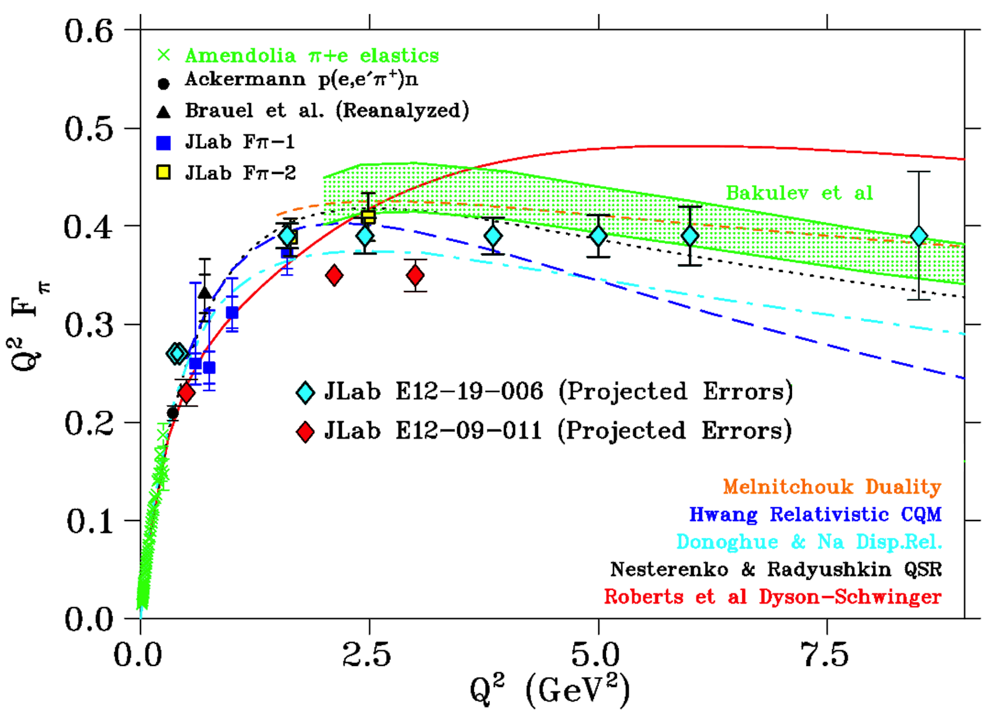 0.6
0.5
0.4
0.3
0.2
0.1
0.0
Q² F_π
Amendolia π+e elastics
Ackermann p(e,e′π⁺)n
Brauel et al. (Reanalyzed)
JLab Fπ−1
JLab Fπ−2
Bakulev et al
JLab E12−19−006 (Projected Errors)
JLab E12−09−011 (Projected Errors)
Melnitchouk Duality
Hwang Relativistic CQM
Donoghue & Na Disp.Rel.
Nesterenko & Radyushkin QSR
Roberts et al Dyson−Schwinger
0.0 2.5 5.0 7.5
Q² (GeV²)